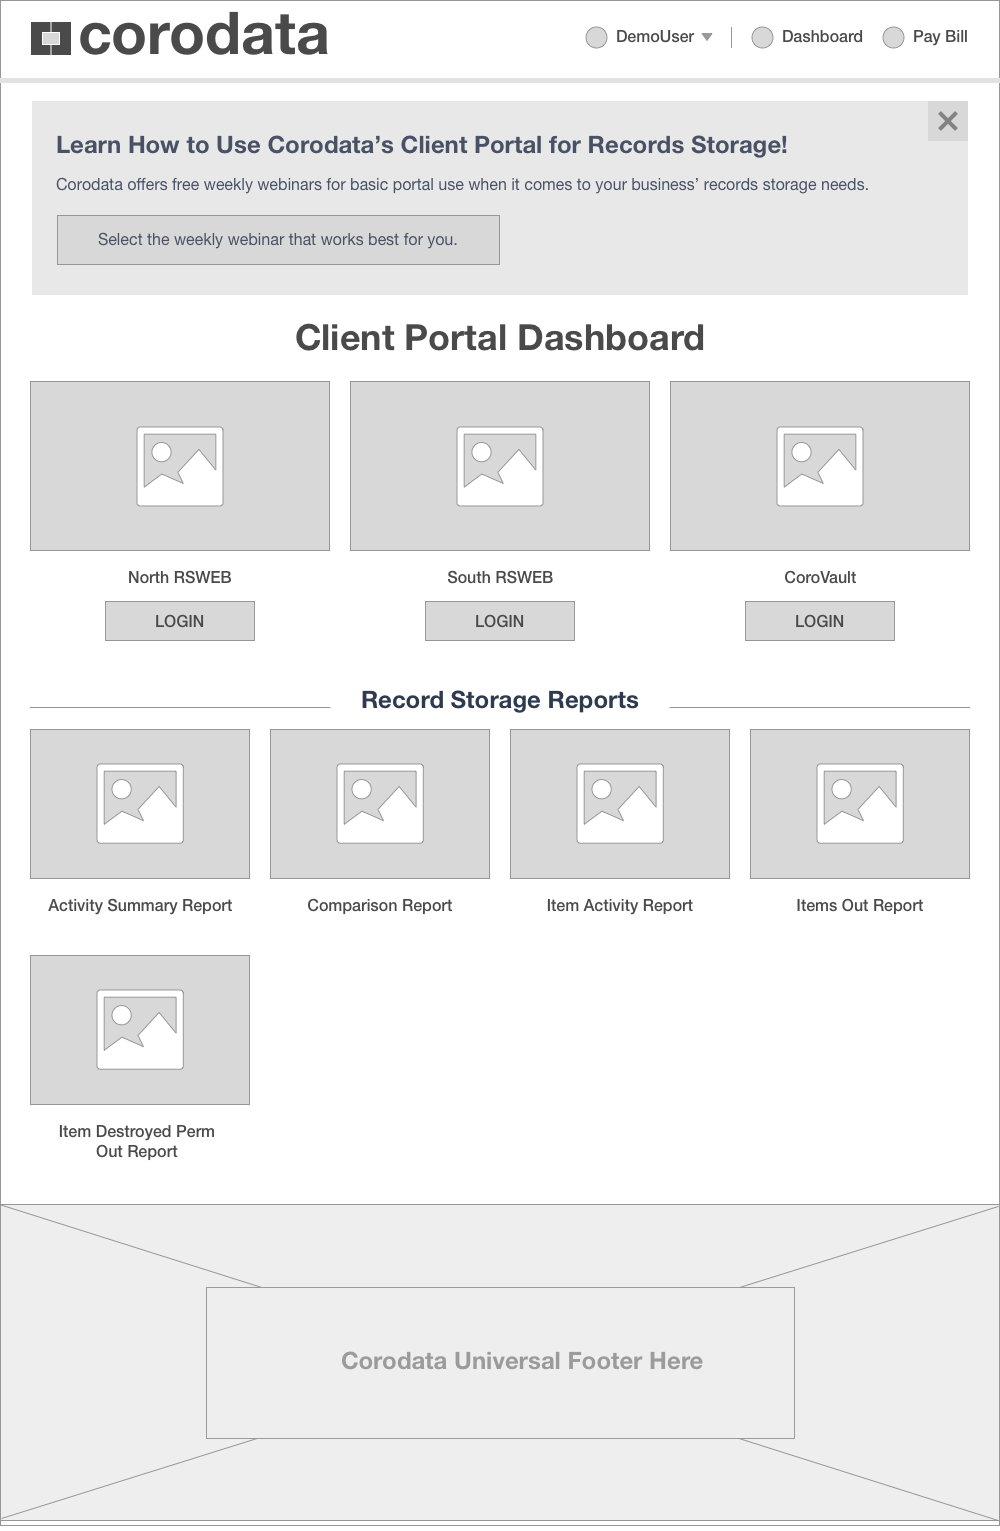 corodata
DemoUser
Dashboard
Pay Bill
Learn How to Use Corodata’s Client Portal for Records Storage!
Corodata offers free weekly webinars for basic portal use when it comes to your business’ records storage needs.
Select the weekly webinar that works best for you.
Client Portal Dashboard
North RSWEB
South RSWEB
CoroVault
LOGIN
LOGIN
LOGIN
Record Storage Reports
Activity Summary Report
Comparison Report
Item Activity Report
Items Out Report
Item Destroyed Perm
Out Report
Corodata Universal Footer Here